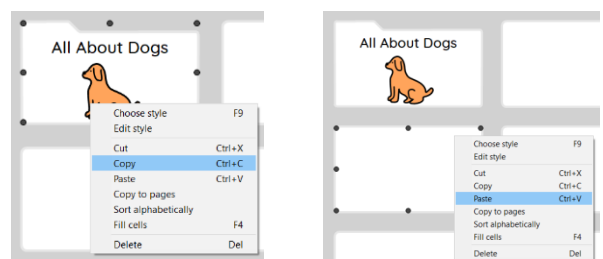 All About Dogs
Choose style F9
Edit style
Cut Ctrl+X
Copy Ctrl+C
Paste Ctrl+V
Copy to pages
Sort alphabetically
Fill cells F4
Delete Del
All About Dogs
Choose style F9
Edit style
Cut Ctrl+X
Copy Ctrl+C
Paste Ctrl+V
Copy to pages
Sort alphabetically
Fill cells F4
Delete Del